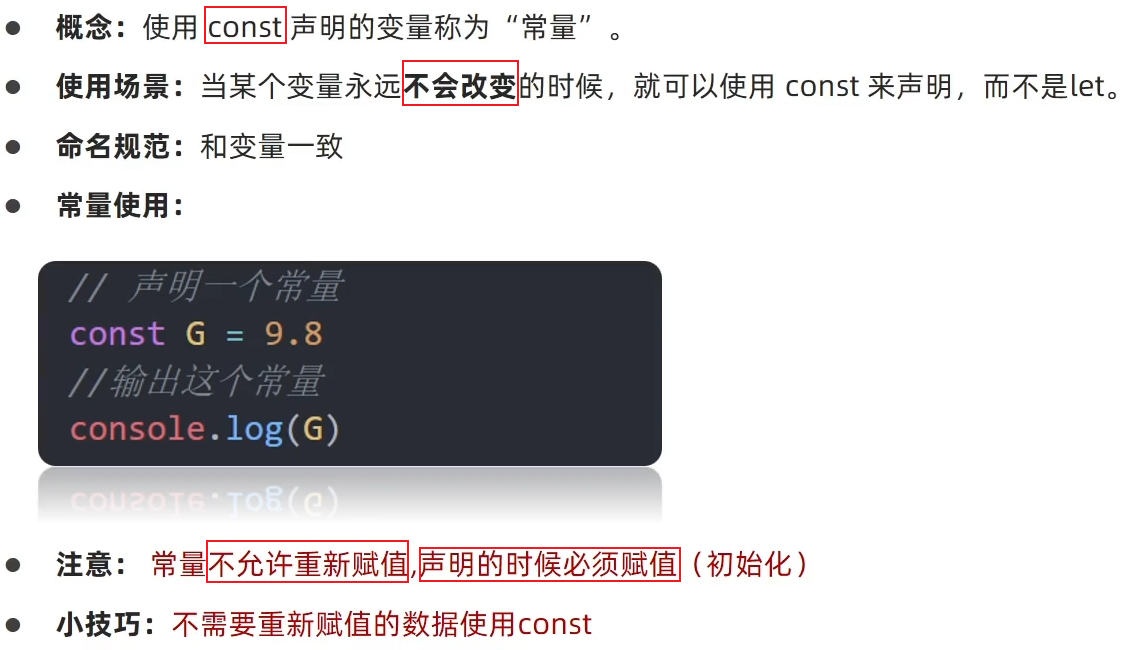 概念：使用 const 声明的变量称为“常量”。
使用场景：当某个变量永远不会改变的时候，就可以使用 const 来声明，而不是let。
命名规范：和变量一致
常量使用：
// 声明一个常量
const G = 9.8
//输出这个常量
console.log(G)
注意： 常量不允许重新赋值,声明的时候必须赋值（初始化）
小技巧：不需要重新赋值的数据使用const